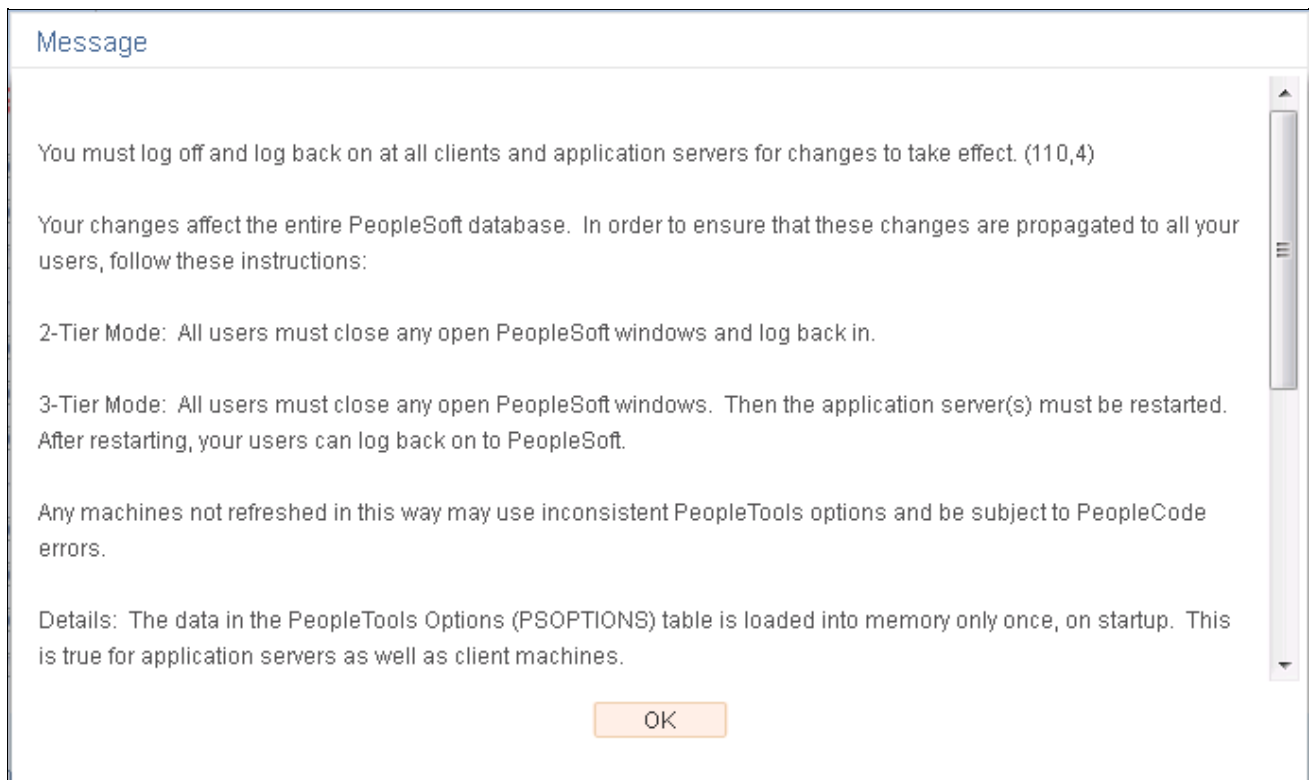 Message
You must log off and log back on at all clients and application servers for changes to take effect. (110,4)
Your changes affect the entire PeopleSoft database.  In order to ensure that these changes are propagated to all your
users, follow these instructions:
2-Tier Mode:  All users must close any open PeopleSoft windows and log back in.
3-Tier Mode:  All users must close any open PeopleSoft windows.  Then the application server(s) must be restarted.
After restarting, your users can log back on to PeopleSoft.
Any machines not refreshed in this way may use inconsistent PeopleTools options and be subject to PeopleCode
errors.
Details:  The data in the PeopleTools Options (PSOPTIONS) table is loaded into memory only once, on startup.  This
is true for application servers as well as client machines.
OK